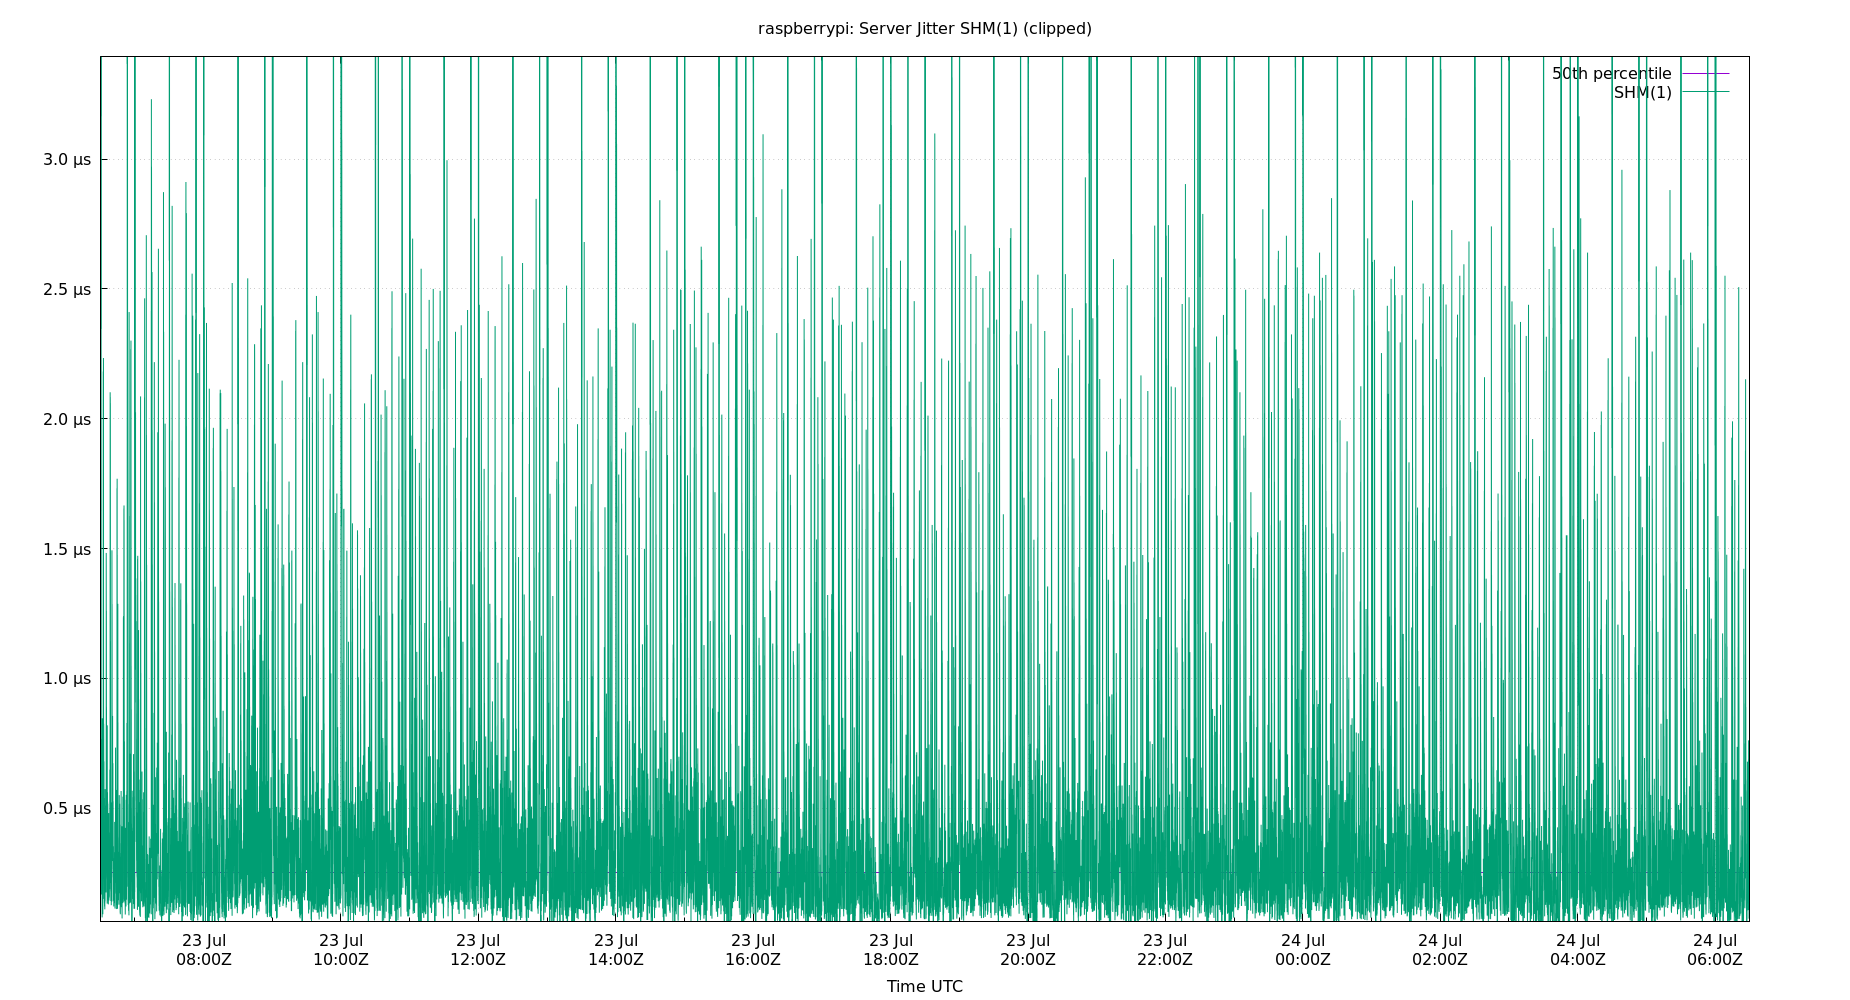 raspberrypi: Server Jitter SHM(1) (clipped)
50th percentile
SHM(1)
3.0 µs
2.5 µs
2.0 µs
1.5 µs
1.0 µs
0.5 µs
23 Jul 23 Jul 23 Jul 23 Jul 23 Jul 23 Jul 23 Jul 23 Jul 24 Jul 24 Jul 24 Jul 24 Jul
08:00Z 10:00Z 12:00Z 14:00Z 16:00Z 18:00Z 20:00Z 22:00Z 00:00Z 02:00Z 04:00Z 06:00Z
Time UTC